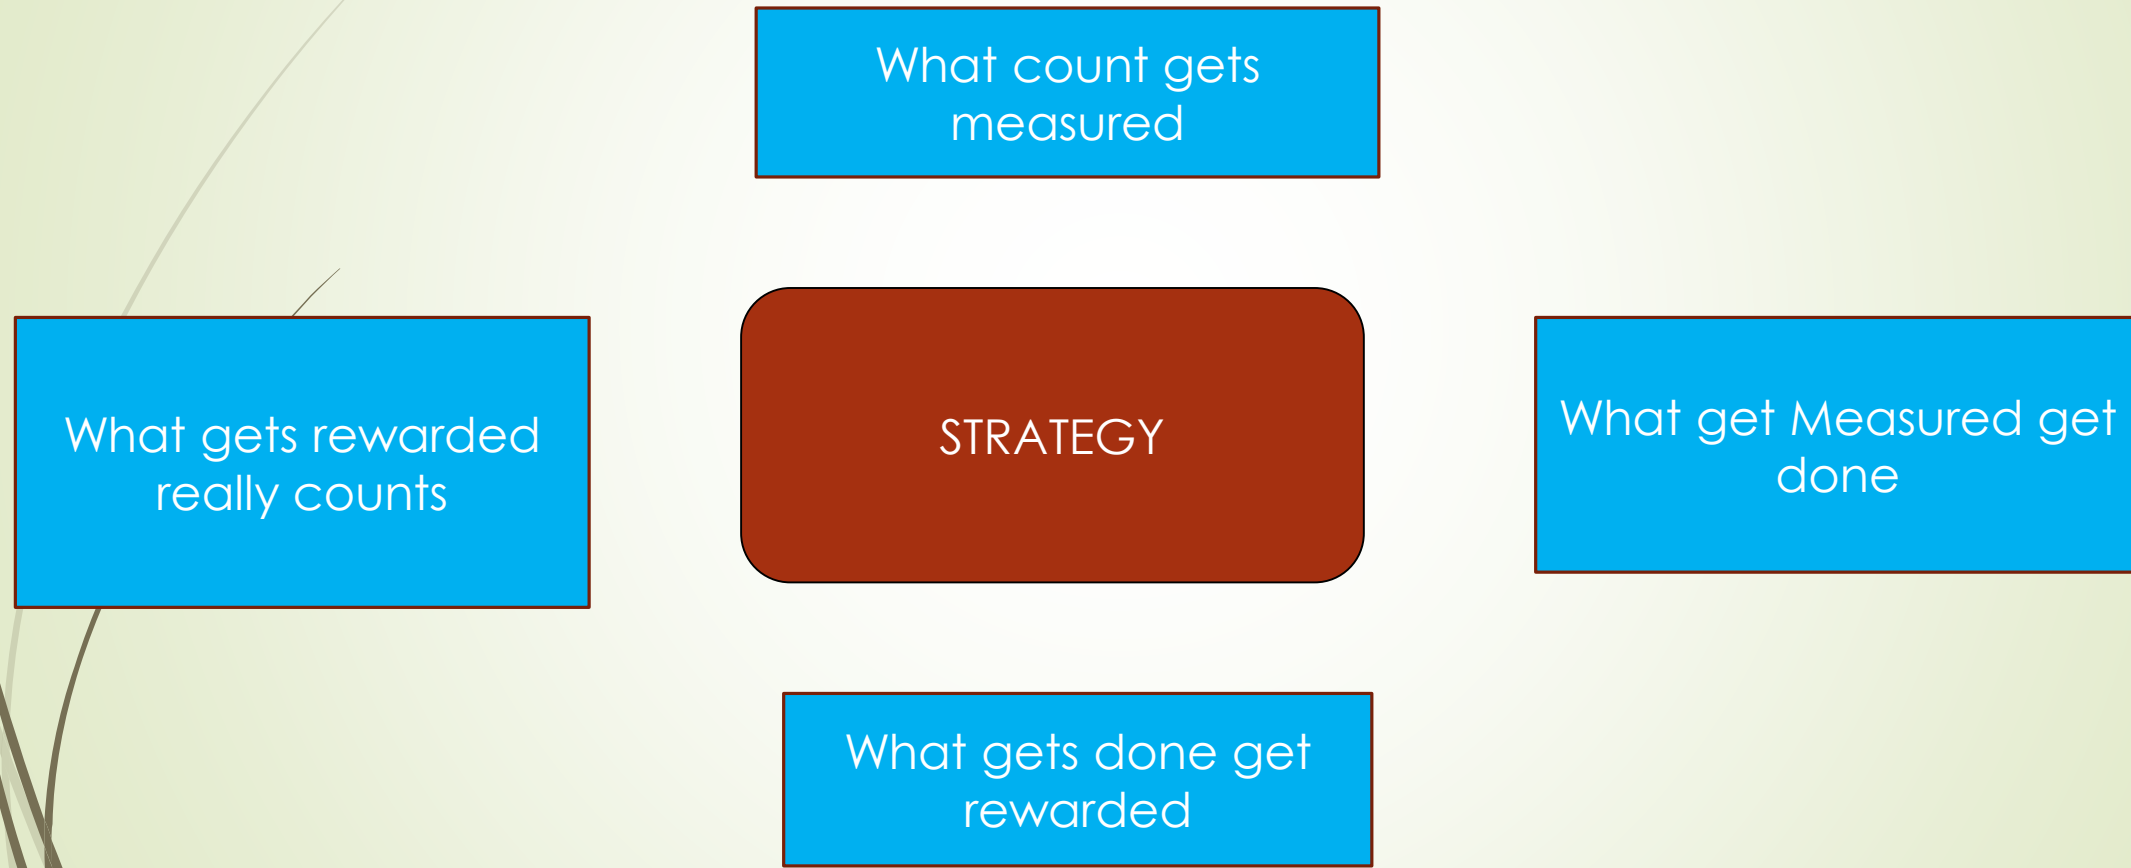 What count gets
measured
What gets rewarded
really counts
STRATEGY
What get Measured get
done
What gets done get
rewarded